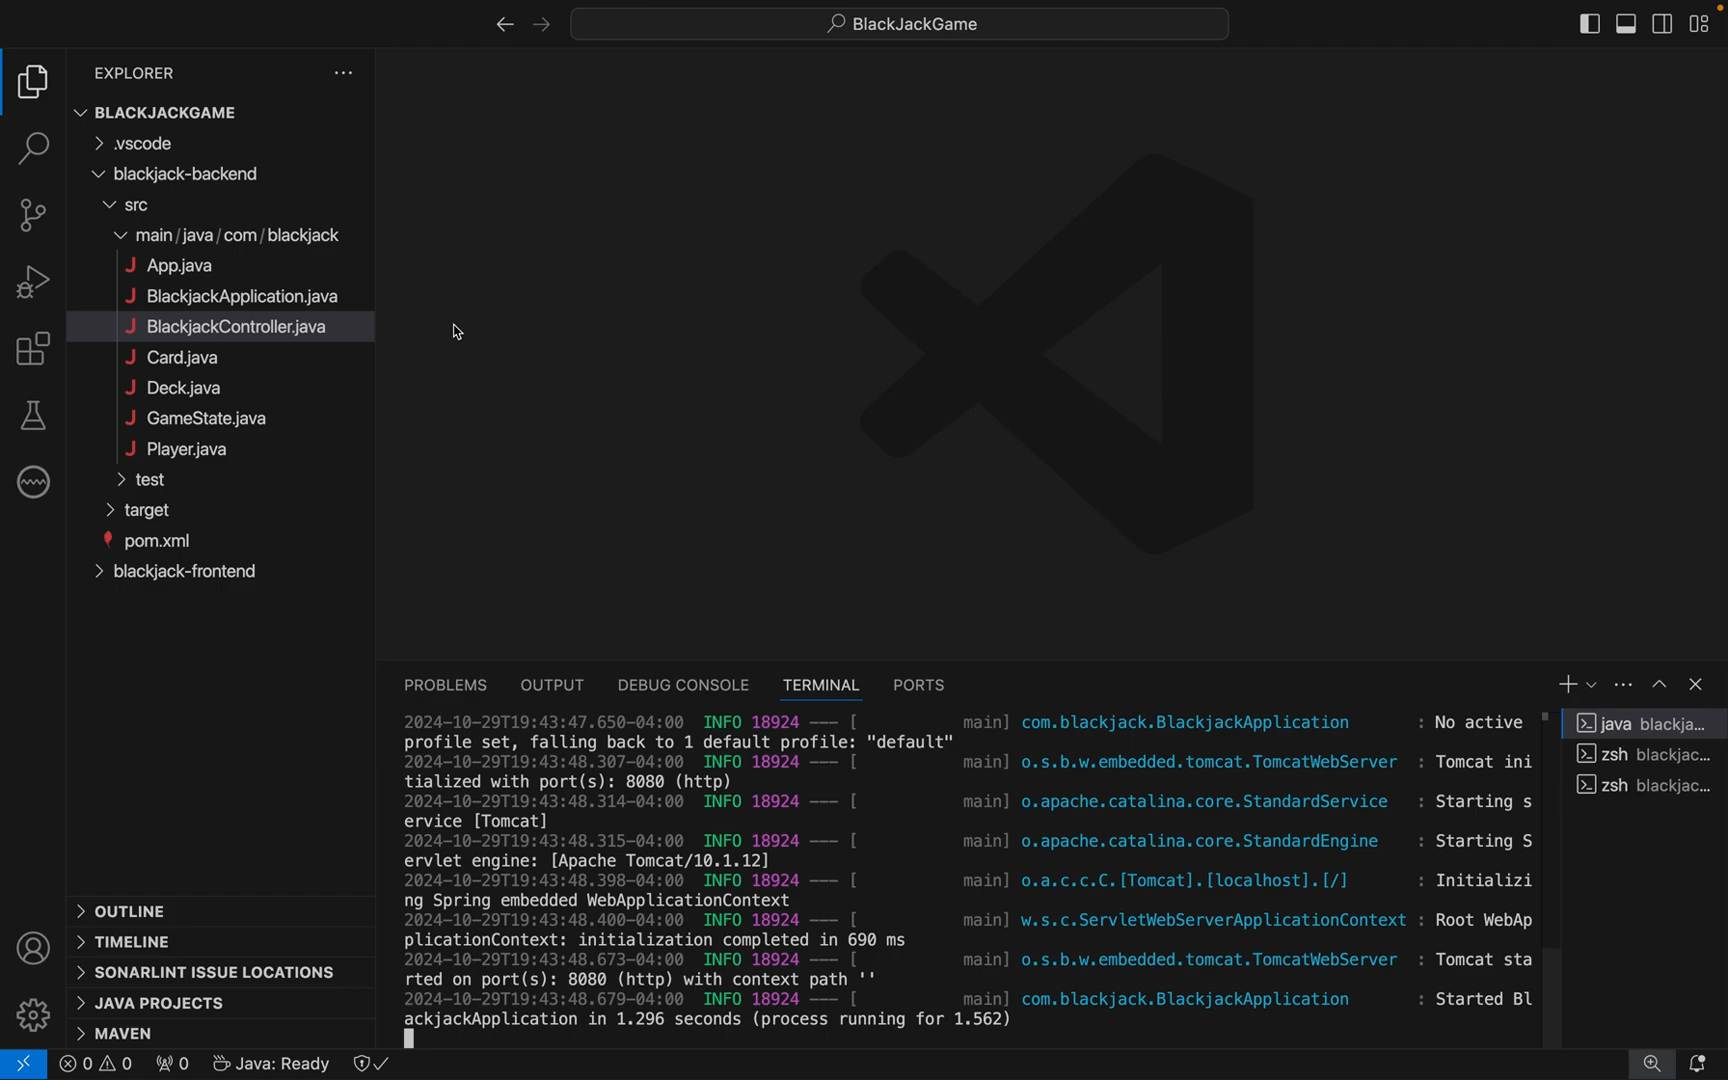 BlackJackGame
EXPLORER
BLACKJACKGAME
.vscode
blackjack-backend
src
main/java/com/blackjack
App.java
BlackjackApplication.java
BlackjackController.java
Card.java
Deck.java
GameState.java
Player.java
test
target
pom.xml
blackjack-frontend
OUTLINE
TIMELINE
SONARLINT ISSUE LOCATIONS
JAVA PROJECTS
MAVEN
PROBLEMS OUTPUT DEBUG CONSOLE TERMINAL PORTS
2024-10-29T19:43:47.650-04:00 INFO 18924 --- [ main] com.blackjack.BlackjackApplication : No active
profile set, falling back to 1 default profile: "default"
2024-10-29T19:43:48.307-04:00 INFO 18924 --- [ main] o.s.b.w.embedded.tomcat.TomcatWebServer : Tomcat ini
tialized with port(s): 8080 (http)
2024-10-29T19:43:48.314-04:00 INFO 18924 --- [ main] o.apache.catalina.core.StandardService : Starting s
ervice [Tomcat]
2024-10-29T19:43:48.315-04:00 INFO 18924 --- [ main] o.apache.catalina.core.StandardEngine : Starting S
ervlet engine: [Apache Tomcat/10.1.12]
2024-10-29T19:43:48.398-04:00 INFO 18924 --- [ main] o.a.c.c.C.[Tomcat].[localhost].[/] : Initializi
ng Spring embedded WebApplicationContext
2024-10-29T19:43:48.400-04:00 INFO 18924 --- [ main] w.s.c.ServletWebServerApplicationContext : Root WebAp
plicationContext: initialization completed in 690 ms
2024-10-29T19:43:48.673-04:00 INFO 18924 --- [ main] o.s.b.w.embedded.tomcat.TomcatWebServer : Tomcat sta
rted on port(s): 8080 (http) with context path ''
2024-10-29T19:43:48.679-04:00 INFO 18924 --- [ main] com.blackjack.BlackjackApplication : Started Bl
ackjackApplication in 1.296 seconds (process running for 1.562)
java blackja...
zsh blackjac...
zsh blackjac...
0 0 0 Java: Ready